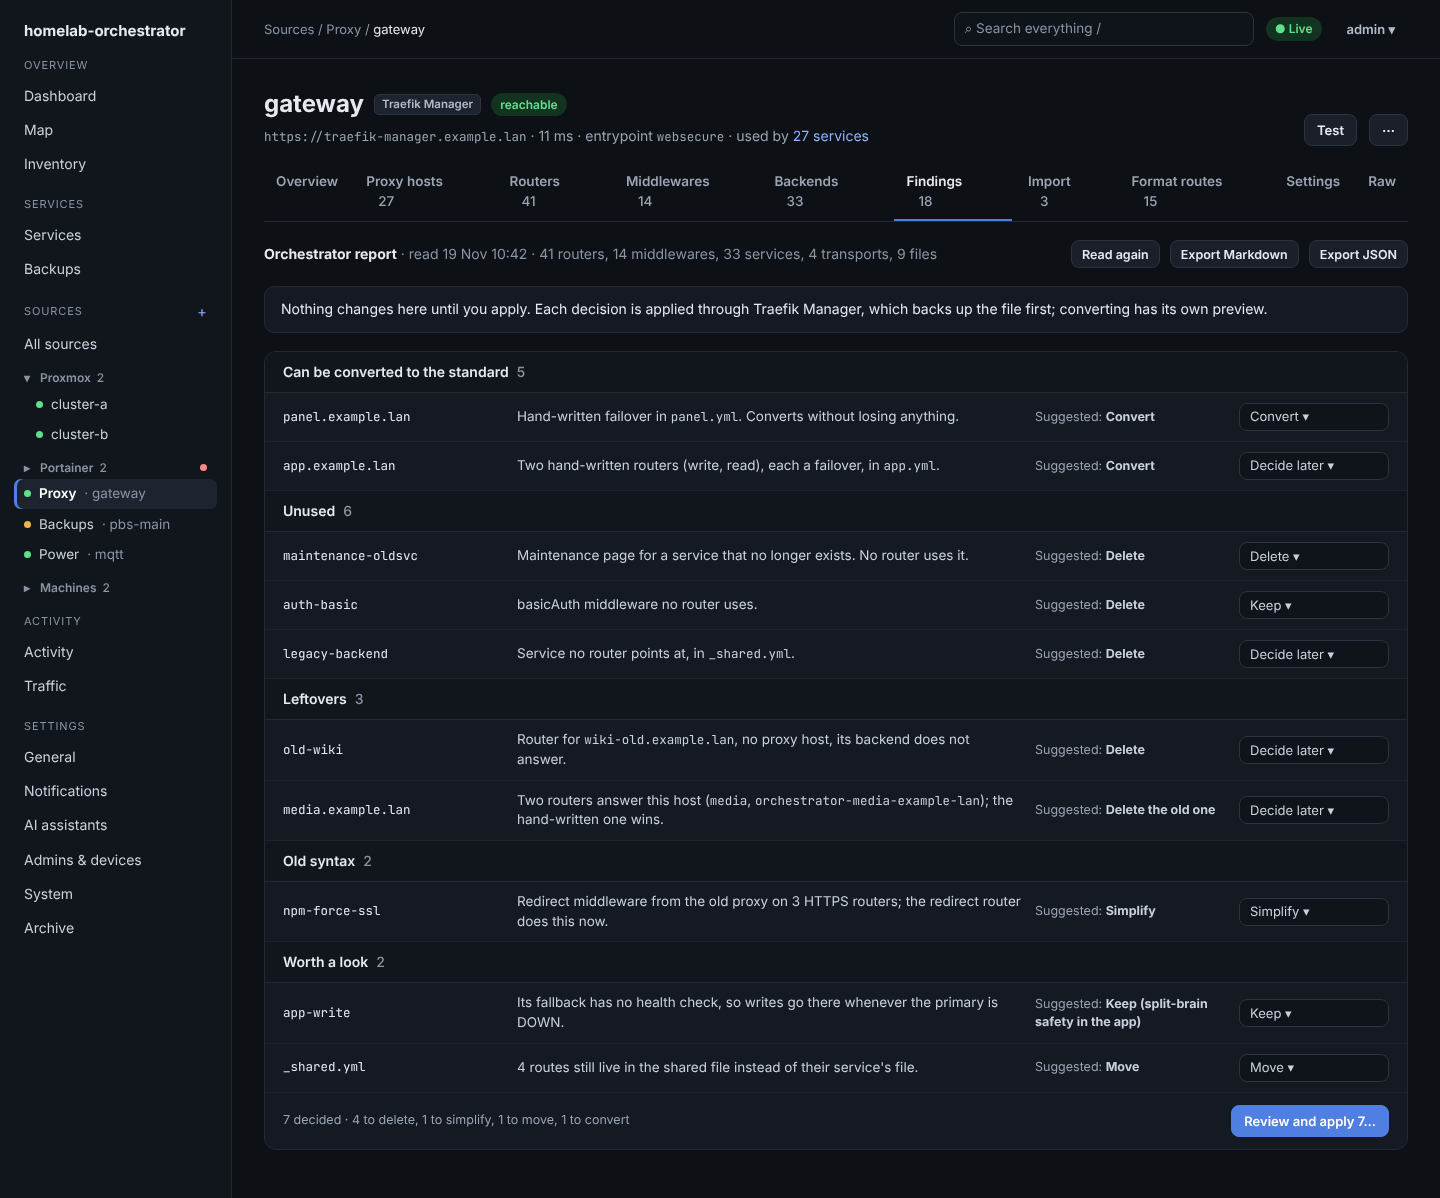 homelab-orchestrator
OVERVIEW
Dashboard
Map
Inventory
SERVICES
Services
Backups
SOURCES +
All sources
▾ Proxmox 2
cluster-a
cluster-b
▸ Portainer 2
Proxy · gateway
Backups · pbs-main
Power · mqtt
▸ Machines 2
ACTIVITY
Activity
Traffic
SETTINGS
General
Notifications
AI assistants
Admins & devices
System
Archive
Sources / Proxy / gateway
⌕ Search everything /
Live
admin ▾
gateway Traefik Manager reachable
https://traefik-manager.example.lan · 11 ms · entrypoint websecure · used by 27 services
Test ···
Overview Proxy hosts 27 Routers 41 Middlewares 14 Backends 33 Findings 18 Import 3 Format routes 15 Settings Raw
Orchestrator report · read 19 Nov 10:42 · 41 routers, 14 middlewares, 33 services, 4 transports, 9 files
Read again Export Markdown Export JSON
Nothing changes here until you apply. Each decision is applied through Traefik Manager, which backs up the file first; converting has its own preview.
Can be converted to the standard 5
panel.example.lan Hand-written failover in panel.yml. Converts without losing anything. Suggested: Convert Convert ▾
app.example.lan Two hand-written routers (write, read), each a failover, in app.yml. Suggested: Convert Decide later ▾
Unused 6
maintenance-oldsvc Maintenance page for a service that no longer exists. No router uses it. Suggested: Delete Delete ▾
auth-basic basicAuth middleware no router uses. Suggested: Delete Keep ▾
legacy-backend Service no router points at, in _shared.yml. Suggested: Delete Decide later ▾
Leftovers 3
old-wiki Router for wiki-old.example.lan, no proxy host, its backend does not
answer. Suggested: Delete Decide later ▾
media.example.lan Two routers answer this host (media, orchestrator-media-example-lan); the
hand-written one wins. Suggested: Delete the old one Decide later ▾
Old syntax 2
npm-force-ssl Redirect middleware from the old proxy on 3 HTTPS routers; the redirect router
does this now. Suggested: Simplify Simplify ▾
Worth a look 2
app-write Its fallback has no health check, so writes go there whenever the primary is
DOWN. Suggested: Keep (split-brain
safety in the app) Keep ▾
_shared.yml 4 routes still live in the shared file instead of their service's file. Suggested: Move Move ▾
7 decided · 4 to delete, 1 to simplify, 1 to move, 1 to convert
Review and apply 7...